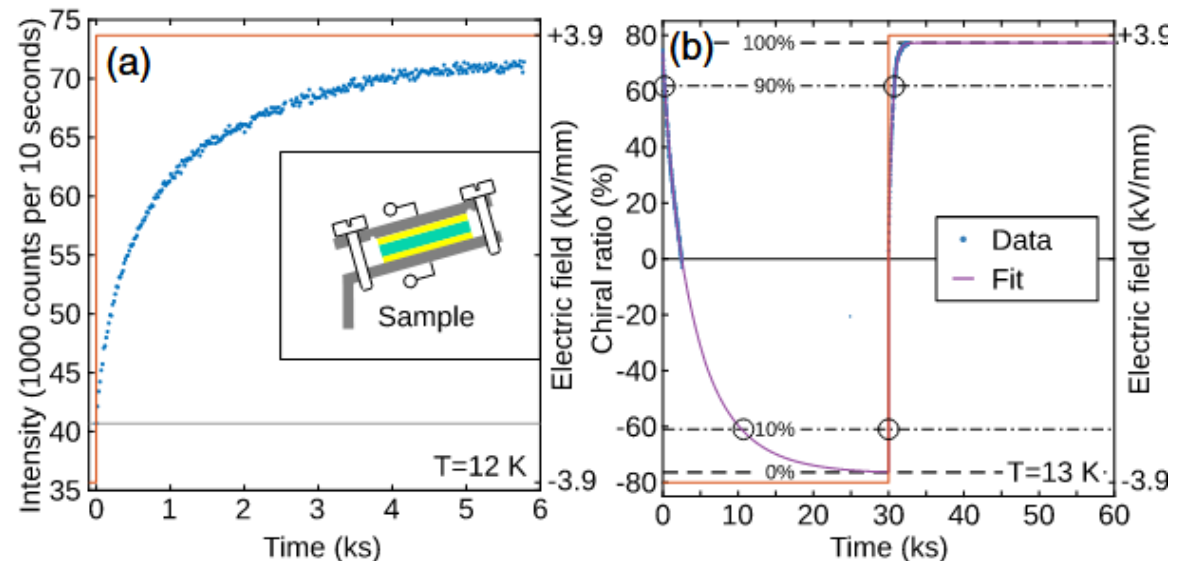 (a)
75
70
65
60
55
50
45
40
35
Intensity (1000 counts per 10 seconds)
0 1 2 3 4 5 6
Time (ks)
+3.9
-3.9
Electric field (kV/mm)
Sample
T=12 K
(b)
80
60
40
20
0
-20
-40
-60
-80
Chiral ratio (%)
0 10 20 30 40 50 60
Time (ks)
+3.9
-3.9
Electric field (kV/mm)
100%
90%
10%
0%
Data
Fit
T=13 K